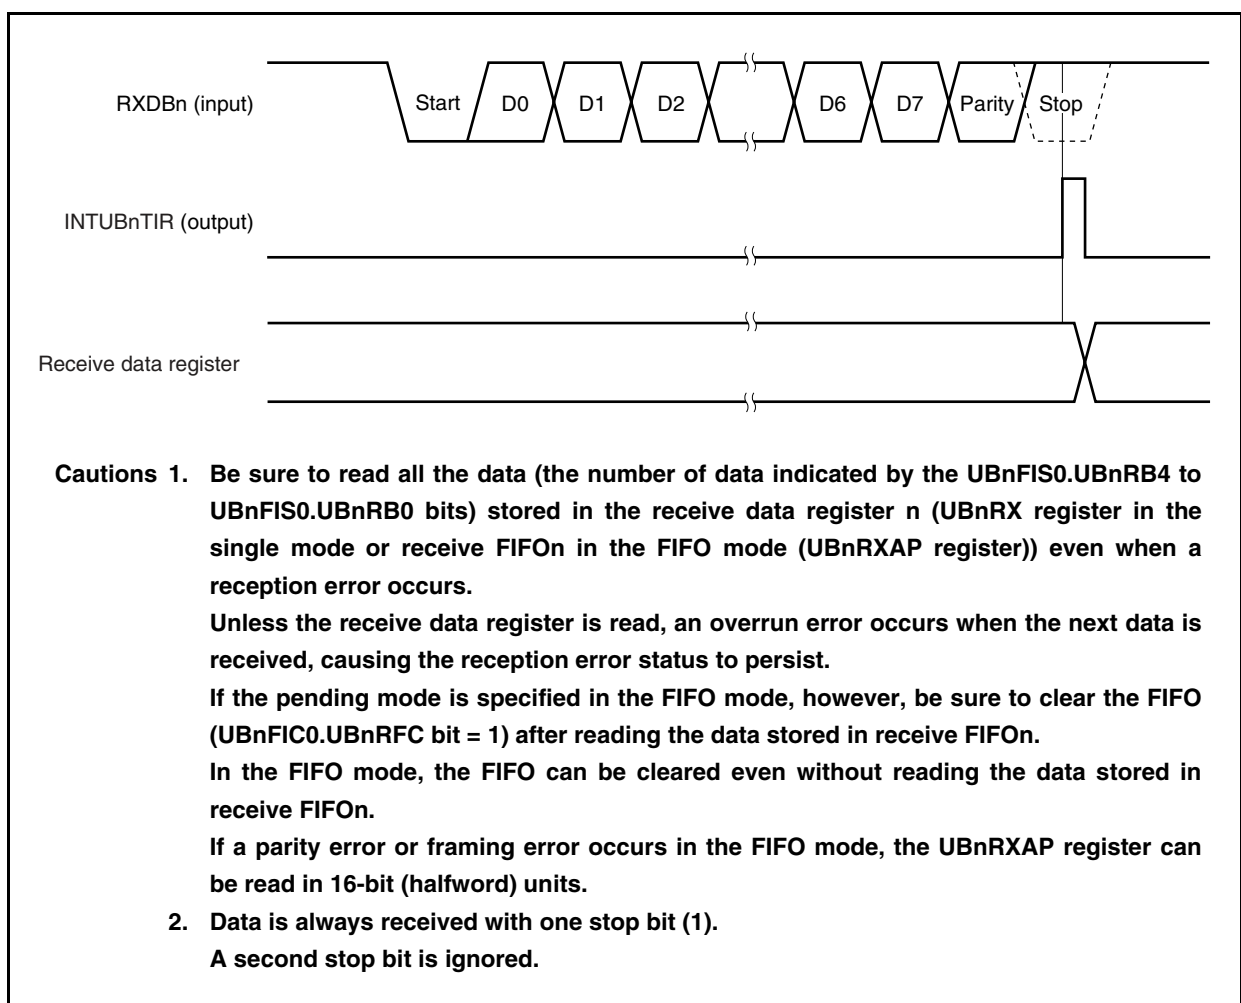 RXDBn (input)
Start D0 D1 D2 D6 D7 Parity Stop
INTUBnTIR (output)
Receive data register
Cautions 1. Be sure to read all the data (the number of data indicated by the UBnFIS0.UBnRB4 to
UBnFIS0.UBnRB0 bits) stored in the receive data register n (UBnRX register in the
single mode or receive FIFOn in the FIFO mode (UBnRXAP register)) even when a
reception error occurs.
Unless the receive data register is read, an overrun error occurs when the next data is
received, causing the reception error status to persist.
If the pending mode is specified in the FIFO mode, however, be sure to clear the FIFO
(UBnFIC0.UBnRFC bit = 1) after reading the data stored in receive FIFOn.
In the FIFO mode, the FIFO can be cleared even without reading the data stored in
receive FIFOn.
If a parity error or framing error occurs in the FIFO mode, the UBnRXAP register can
be read in 16-bit (halfword) units.
2. Data is always received with one stop bit (1).
A second stop bit is ignored.